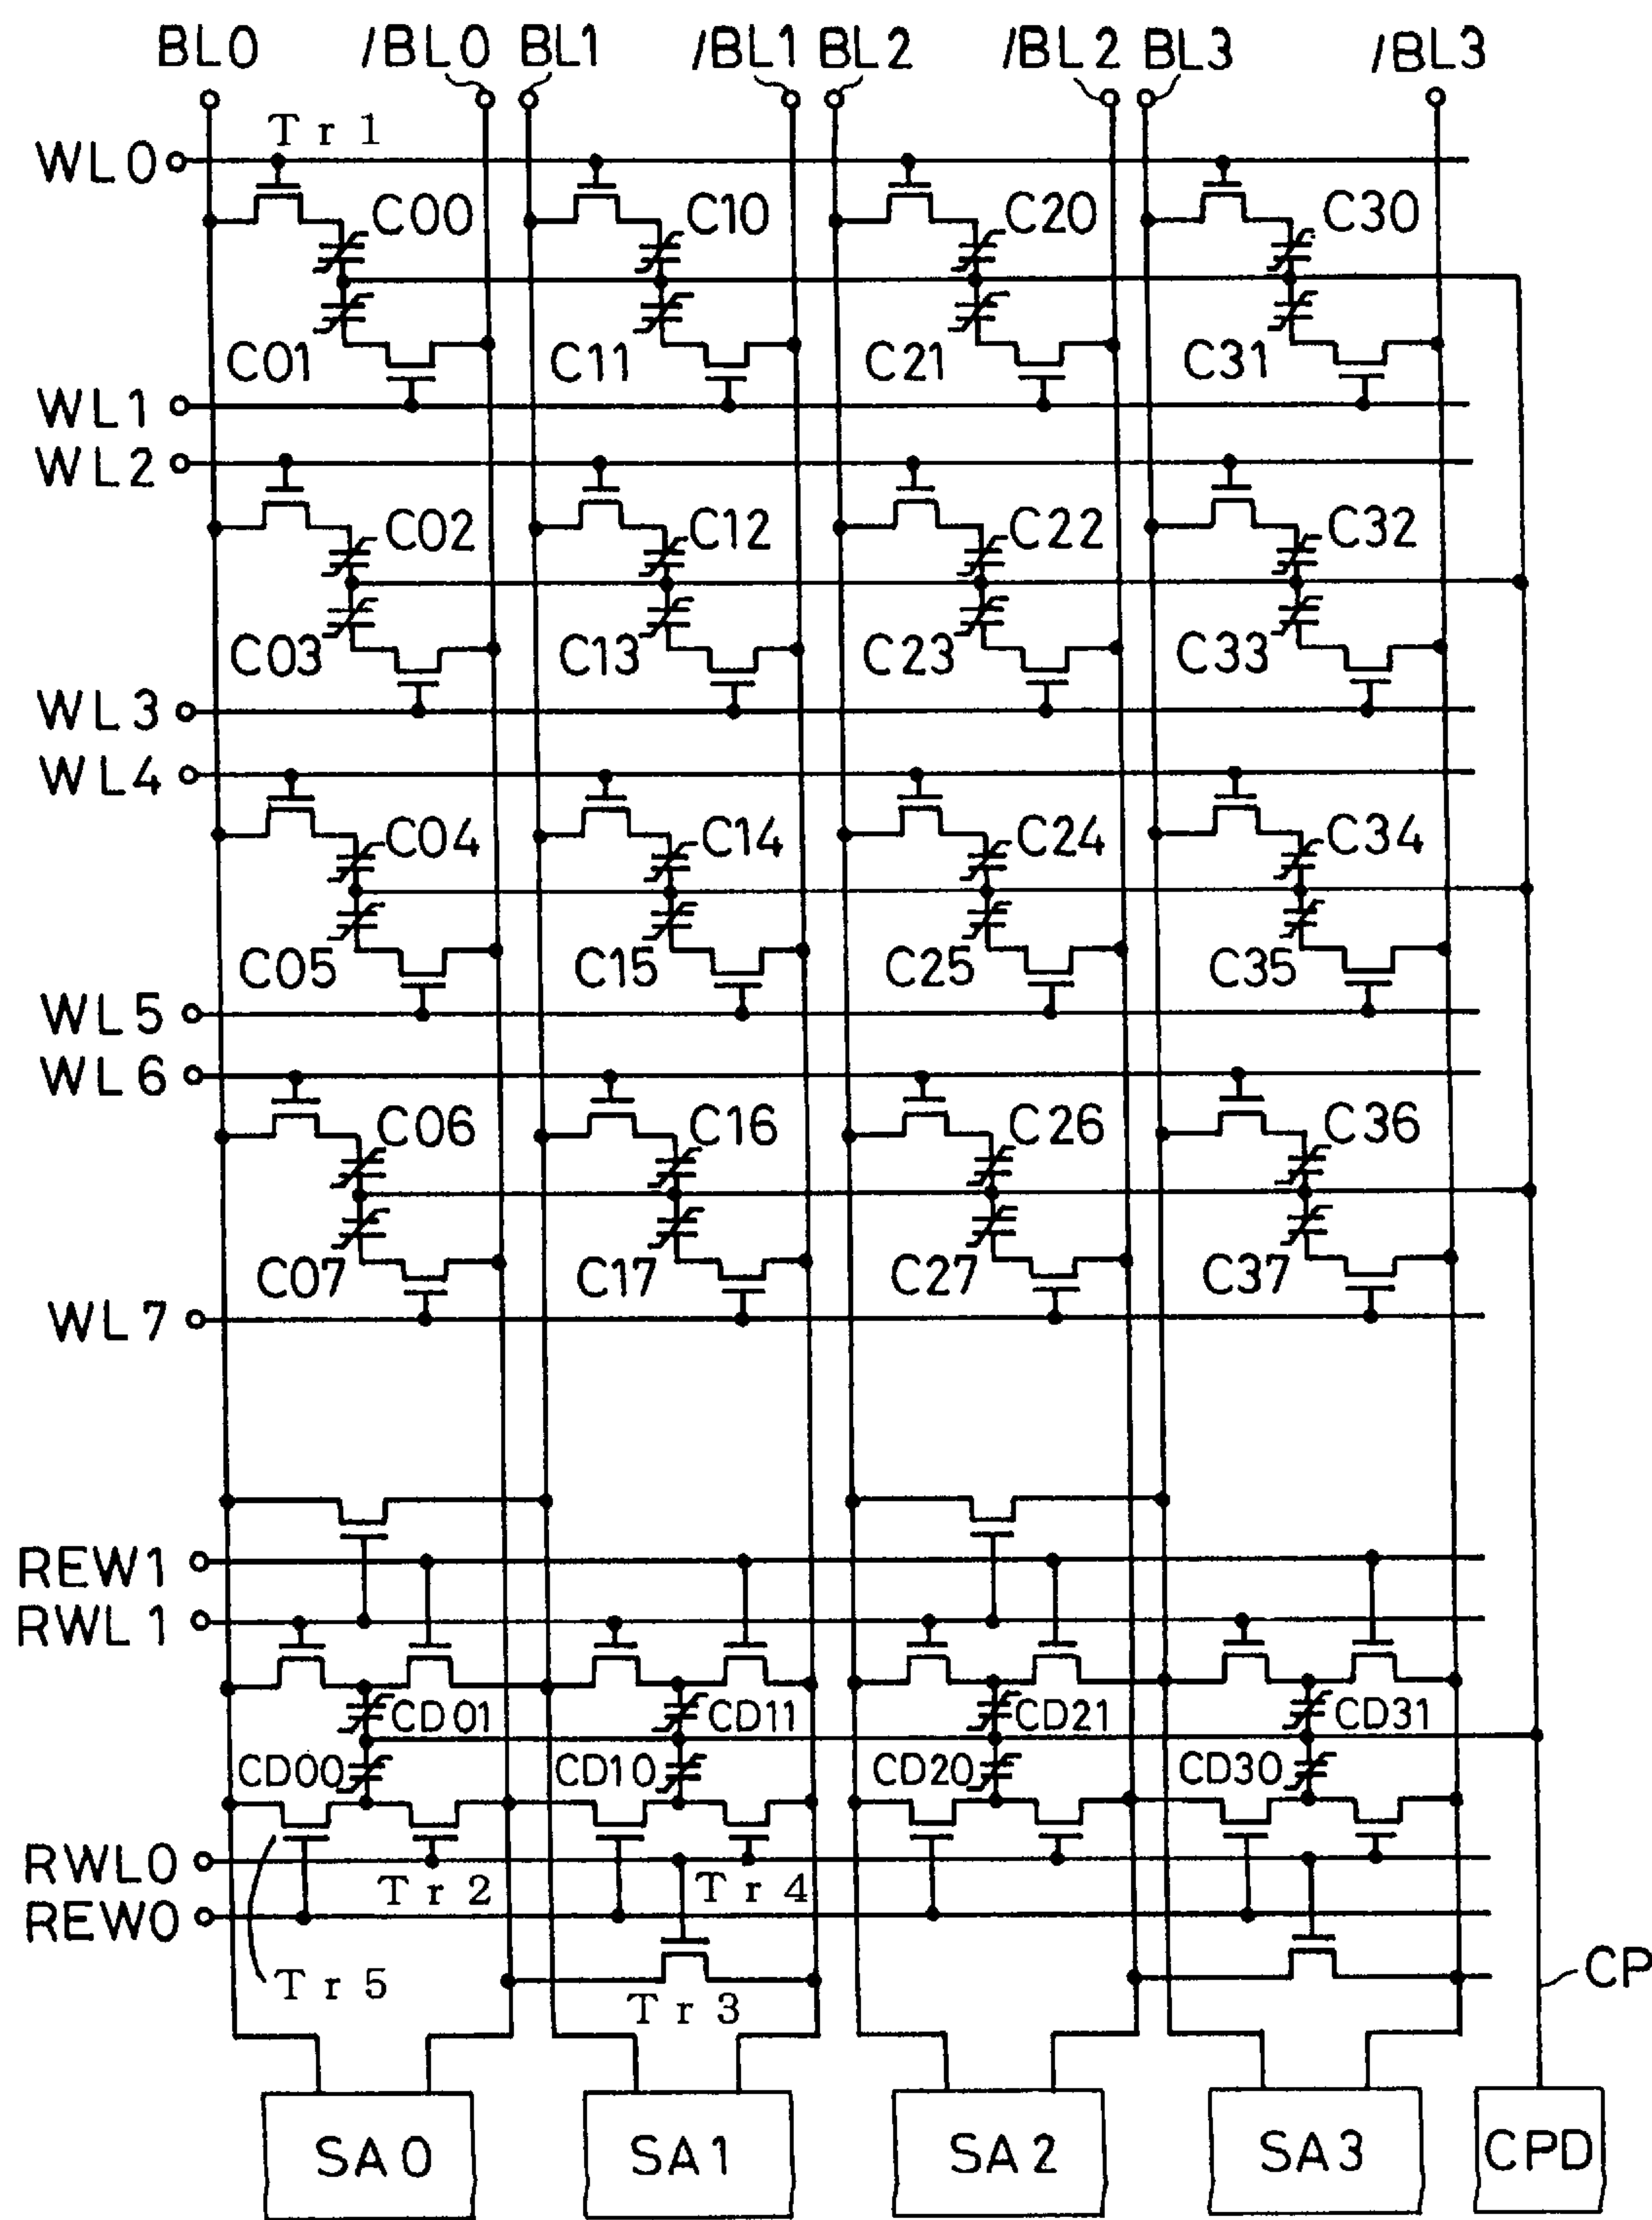 BL0 /BL0 BL1 /BL1 BL2 /BL2 BL3 /BL3
Tr1
WL0
C00 C10 C20 C30
C01 C11 C21 C31
WL1
WL2
C02 C12 C22 C32
C03 C13 C23 C33
WL3
WL4
C04 C14 C24 C34
C05 C15 C25 C35
WL5
WL6
C06 C16 C26 C36
C07 C17 C27 C37
WL7
REW1
RWL1
CD01 CD11 CD21 CD31
CD00 CD10 CD20 CD30
RWL0
Tr2 Tr4
REW0
Tr5 CP
Tr3
SA0 SA1 SA2 SA3 CPD